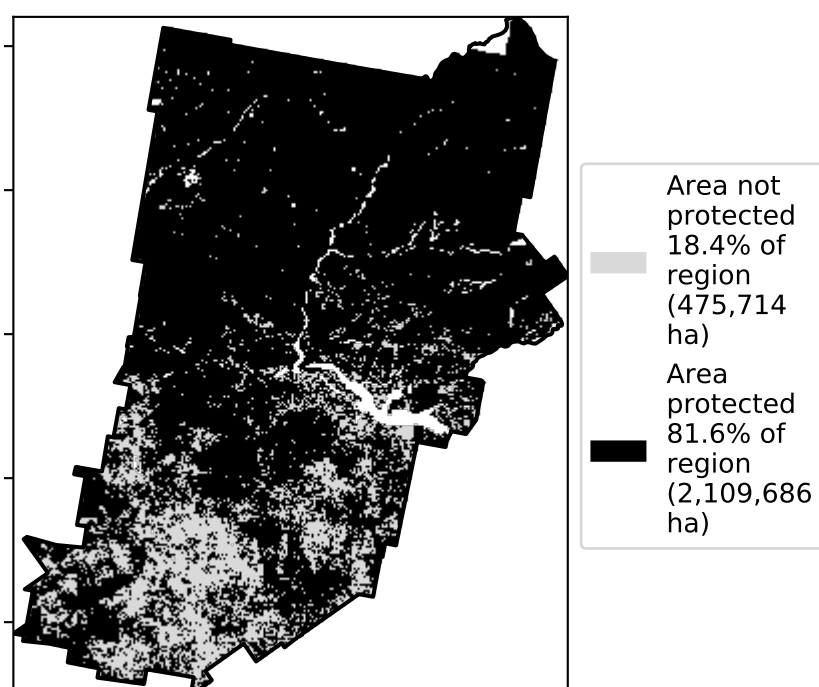 Area not
protected
18.4% of
region
(475,714
ha)
Area
protected
81.6% of
region
(2,109,686
ha)